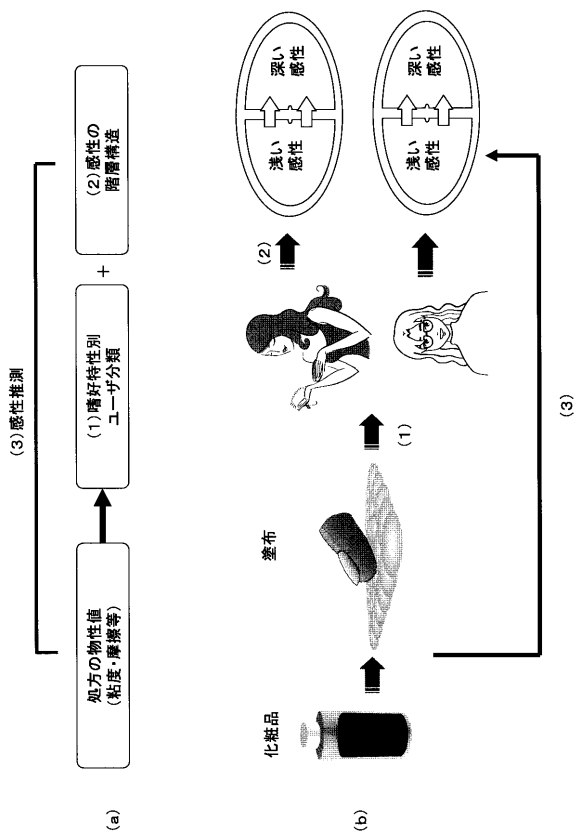 (3)感性推測
(a)
処方の物性値
(粘度・摩擦等)
(1)嗜好特性別
ユーザ分類
+
(2)感性の
階層構造
(b)
化粧品
塗布
(1)
(2)
浅い
感性
深い
感性
浅い
感性
深い
感性
(3)